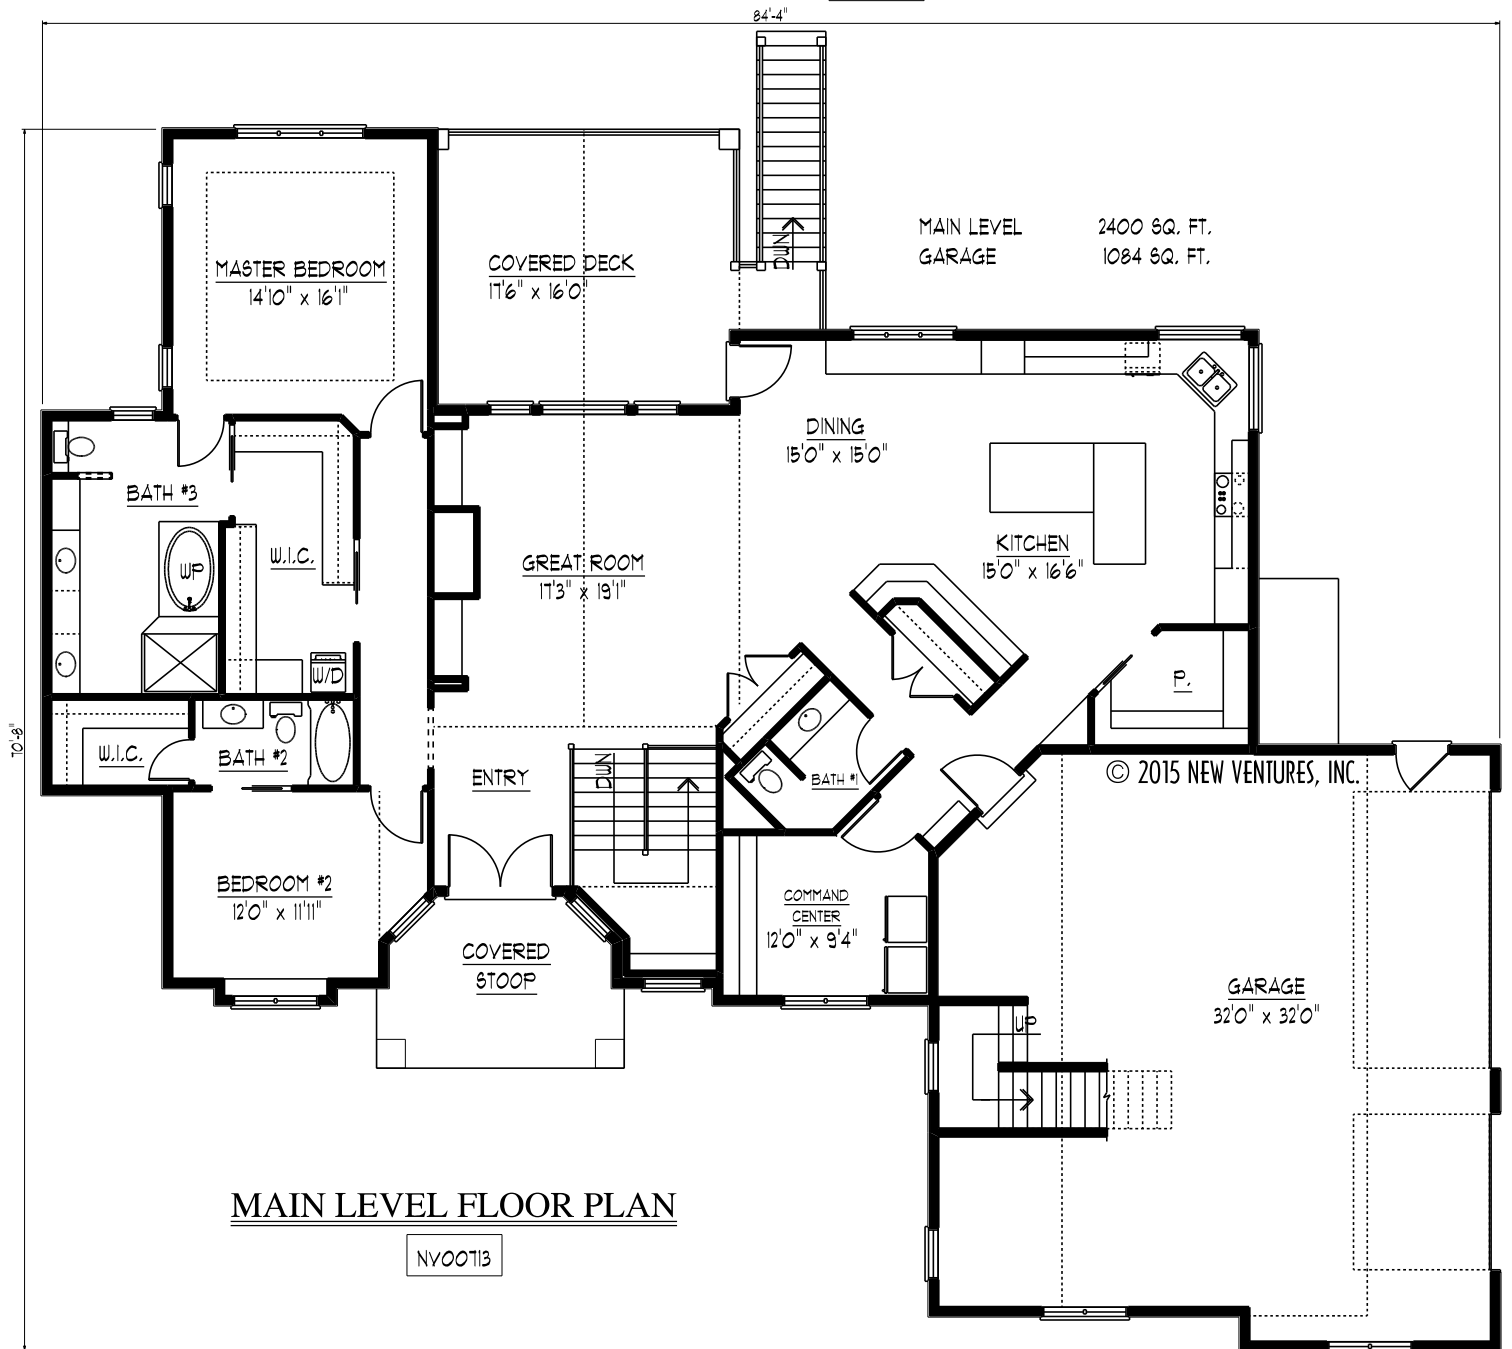 84'-4"
MAIN LEVEL 2400 SQ. FT.
GARAGE 1084 SQ. FT.
DWN
MASTER BEDROOM
14'10" x 16'1"
COVERED DECK
17'6" x 16'0"
DINING
15'0" x 15'0"
BATH #3
W.I.C.
WP
GREAT ROOM
17'3" x 19'1"
KITCHEN
15'0" x 16'6"
W/D
P.
70'-8"
W.I.C.
BATH #2
ENTRY
DWN
BATH #1
© 2015 NEW VENTURES, INC.
BEDROOM #2
12'0" x 11'11"
COMMAND
CENTER
12'0" x 9'4"
COVERED
STOOP
GARAGE
32'0" x 32'0"
UP
MAIN LEVEL FLOOR PLAN
NV00713